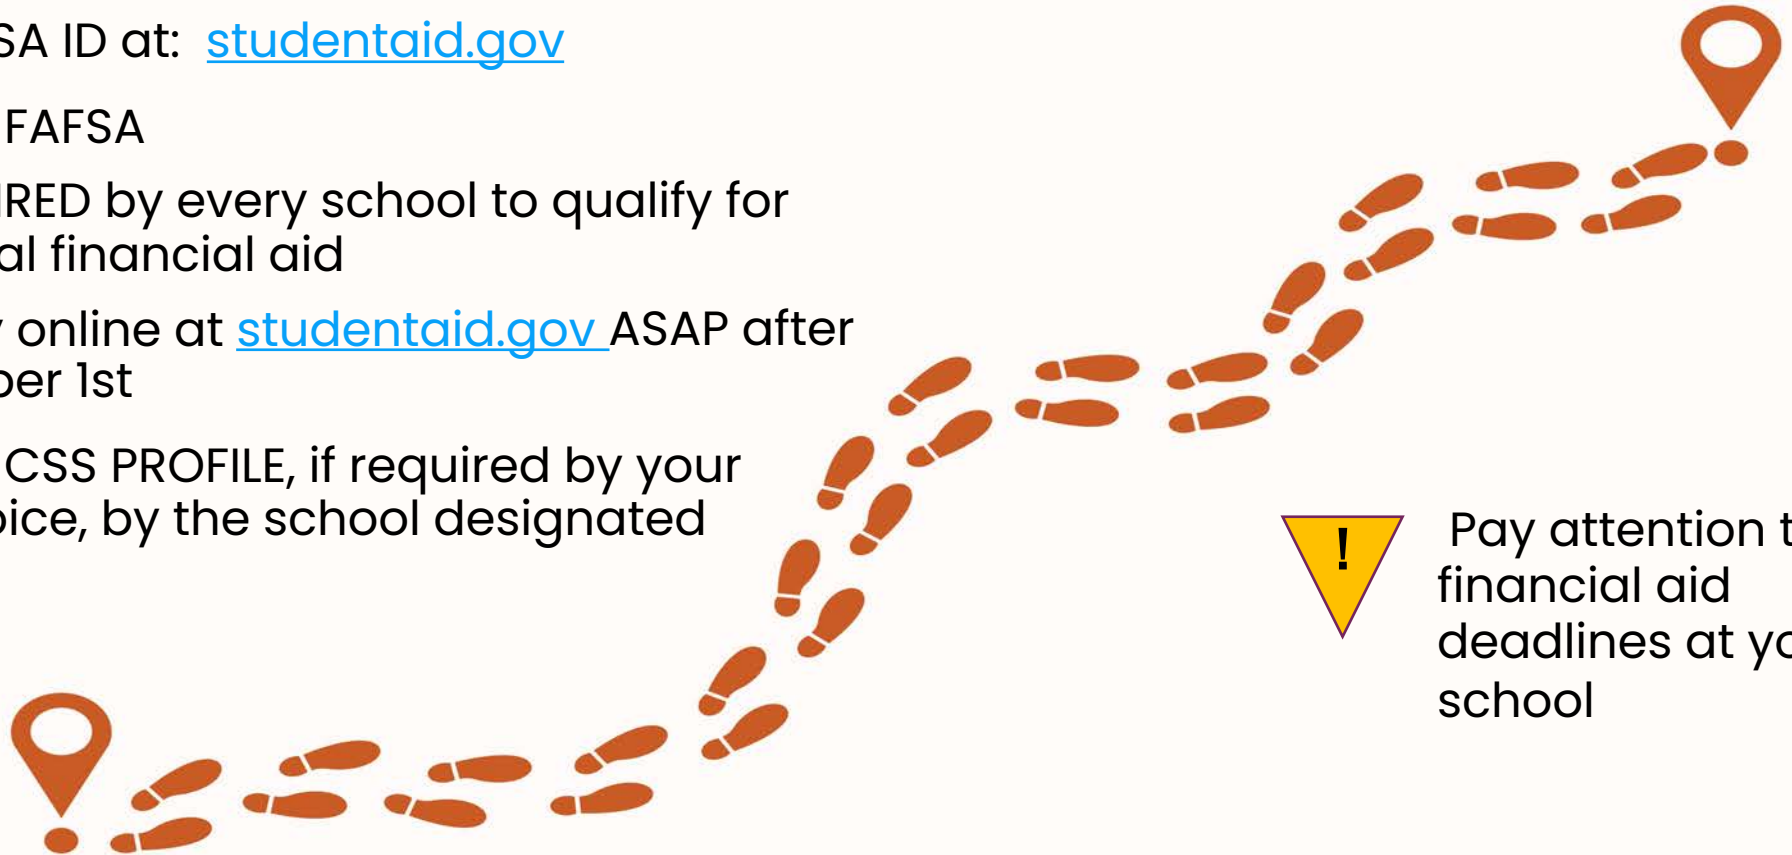 SA ID at: studentaid.gov
FAFSA
IRED by every school to qualify for
al financial aid
online at studentaid.gov ASAP after
ber 1st
CSS PROFILE, if required by your
oice, by the school designated
!
Pay attention t
financial aid
deadlines at yo
school